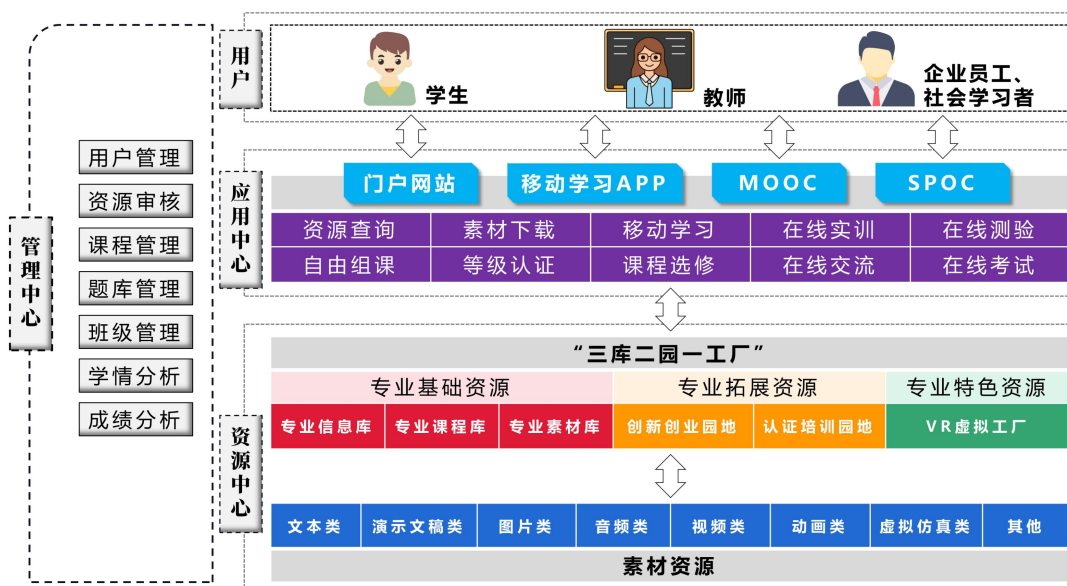 管理中心
用户管理
资源审核
课程管理
题库管理
班级管理
学情分析
成绩分析
用户
学生
教师
企业员工、
社会学习者
应用中心
门户网站 移动学习APP MOOC SPOC
资源查询 素材下载 移动学习 在线实训 在线测验
自由组课 等级认证 课程选修 在线交流 在线考试
资源中心
“三库二园一工厂”
专业基础资源 专业拓展资源 专业特色资源
专业信息库 专业课程库 专业素材库 创新创业园地 认证培训园地 VR虚拟工厂
文本类 演示文稿类 图片类 音频类 视频类 动画类 虚拟仿真类 其他
素材资源